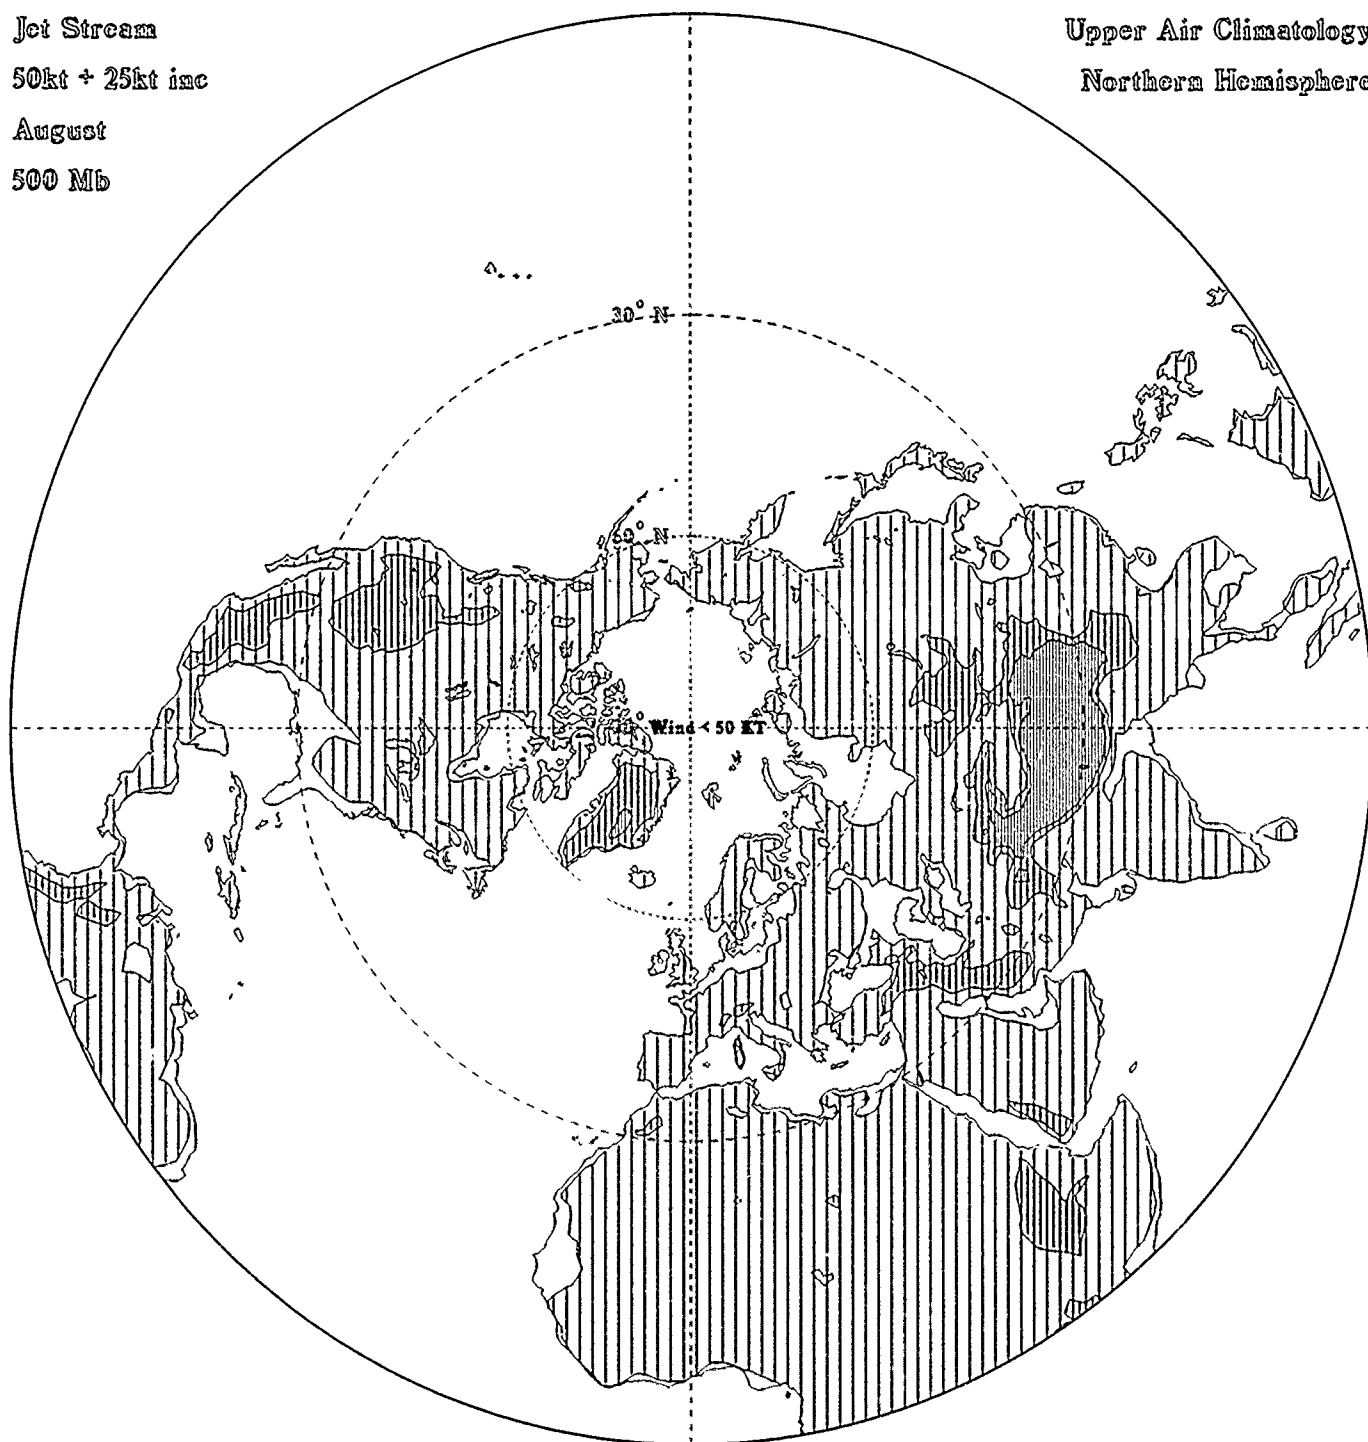 Jet Stream
50kt + 25kt inc
August
500 Mb
Upper Air Climatology
Northern Hemisphere
30° N
60° N
Wind < 50 KT